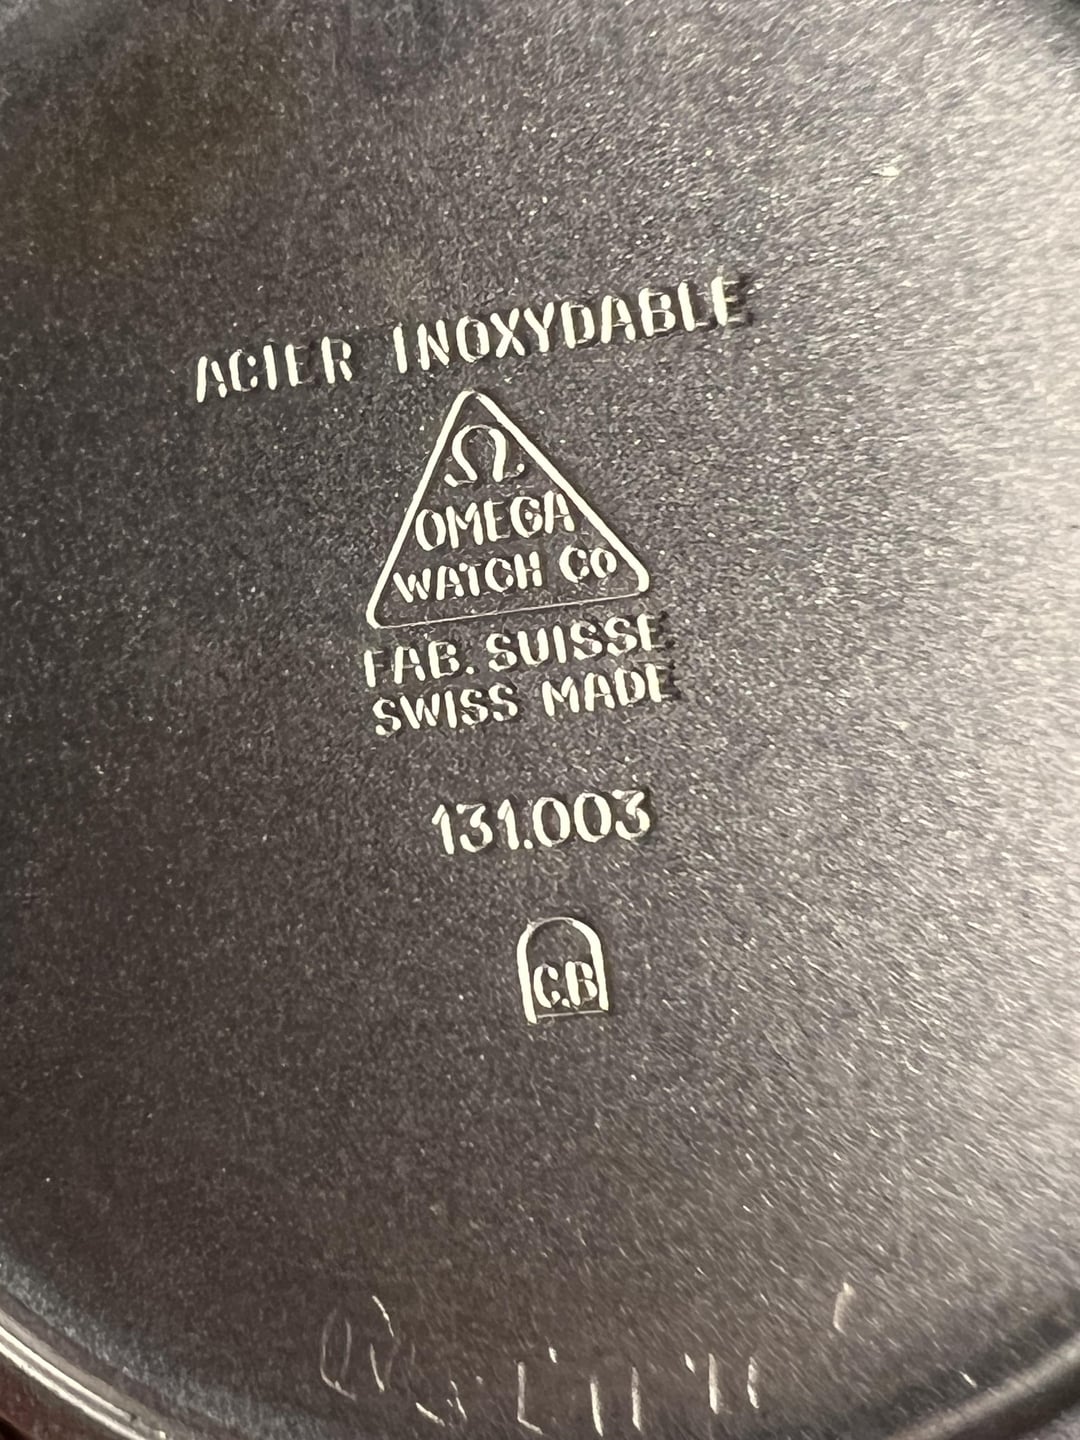 ACIER INOXYDABLE
Ω
OMEGA
WATCH Co
FAB. SUISSE
SWISS MADE
131.003
C.B